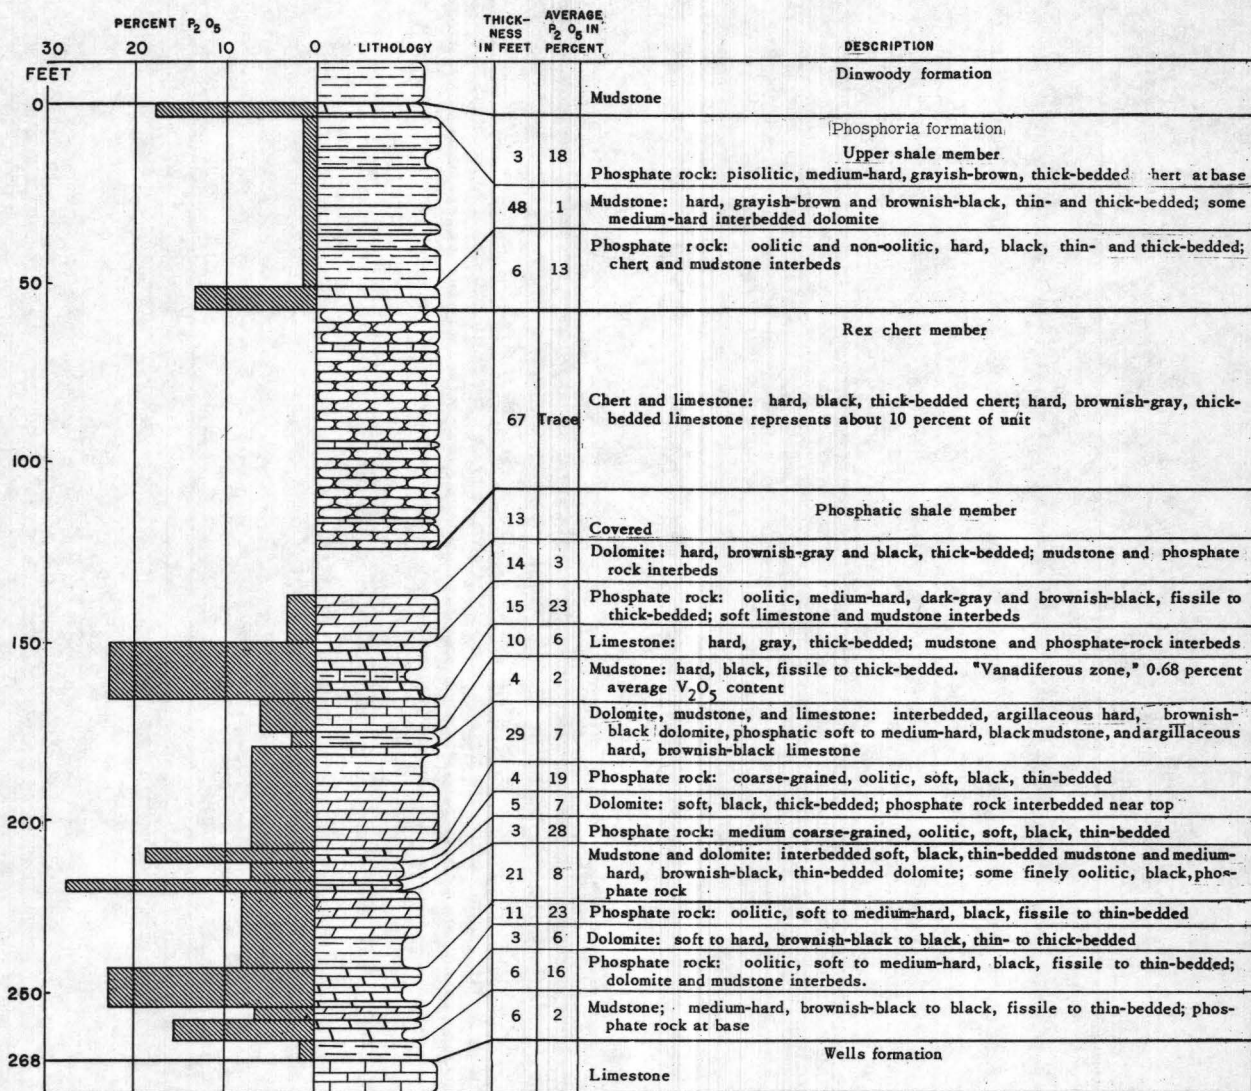 PERCENT P2 O5
THICK-
NESS
IN FEET
AVERAGE
P2 O5 IN
PERCENT
30 20 10 0 LITHOLOGY DESCRIPTION
FEET
Dinwoody formation
0
Mudstone
Phosphoria formation
3 18 Upper shale member
Phosphate rock: pisolitic, medium-hard, grayish-brown, thick-bedded hert at base
48 1 Mudstone: hard, grayish-brown and brownish-black, thin- and thick-bedded; some
medium-hard interbedded dolomite
6 13 Phosphate rock: oolitic and non-oolitic, hard, black, thin- and thick-bedded;
chert and mudstone interbeds
50
Rex chert member
67 Trace Chert and limestone: hard, black, thick-bedded chert; hard, brownish-gray, thick-
bedded limestone represents about 10 percent of unit
100
13 Phosphatic shale member
Covered
14 3 Dolomite: hard, brownish-gray and black, thick-bedded; mudstone and phosphate
rock interbeds
15 23 Phosphate rock: oolitic, medium-hard, dark-gray and brownish-black, fissile to
thick-bedded; soft limestone and mudstone interbeds
150
10 6 Limestone: hard, gray, thick-bedded; mudstone and phosphate-rock interbeds
4 2 Mudstone: hard, black, fissile to thick-bedded. "Vanadiferous zone," 0.68 percent
average V2O5 content
29 7 Dolomite, mudstone, and limestone: interbedded, argillaceous hard, brownish-
black dolomite, phosphatic soft to medium-hard, black mudstone, and argillaceous
hard, brownish-black limestone
4 19 Phosphate rock: coarse-grained, oolitic, soft, black, thin-bedded
5 7 Dolomite: soft, black, thick-bedded; phosphate rock interbedded near top
200
3 28 Phosphate rock: medium coarse-grained, oolitic, soft, black, thin-bedded
21 8 Mudstone and dolomite: interbedded soft, black, thin-bedded mudstone and medium-
hard, brownish-black, thin-bedded dolomite; some finely oolitic, black, phos-
phate rock
11 23 Phosphate rock: oolitic, soft to medium-hard, black, fissile to thin-bedded
3 6 Dolomite: soft to hard, brownish-black to black, thin- to thick-bedded
6 16 Phosphate rock: oolitic, soft to medium-hard, black, fissile to thin-bedded;
dolomite and mudstone interbeds.
250
6 2 Mudstone; medium-hard, brownish-black to black, fissile to thin-bedded; phos-
phate rock at base
268
Wells formation
Limestone